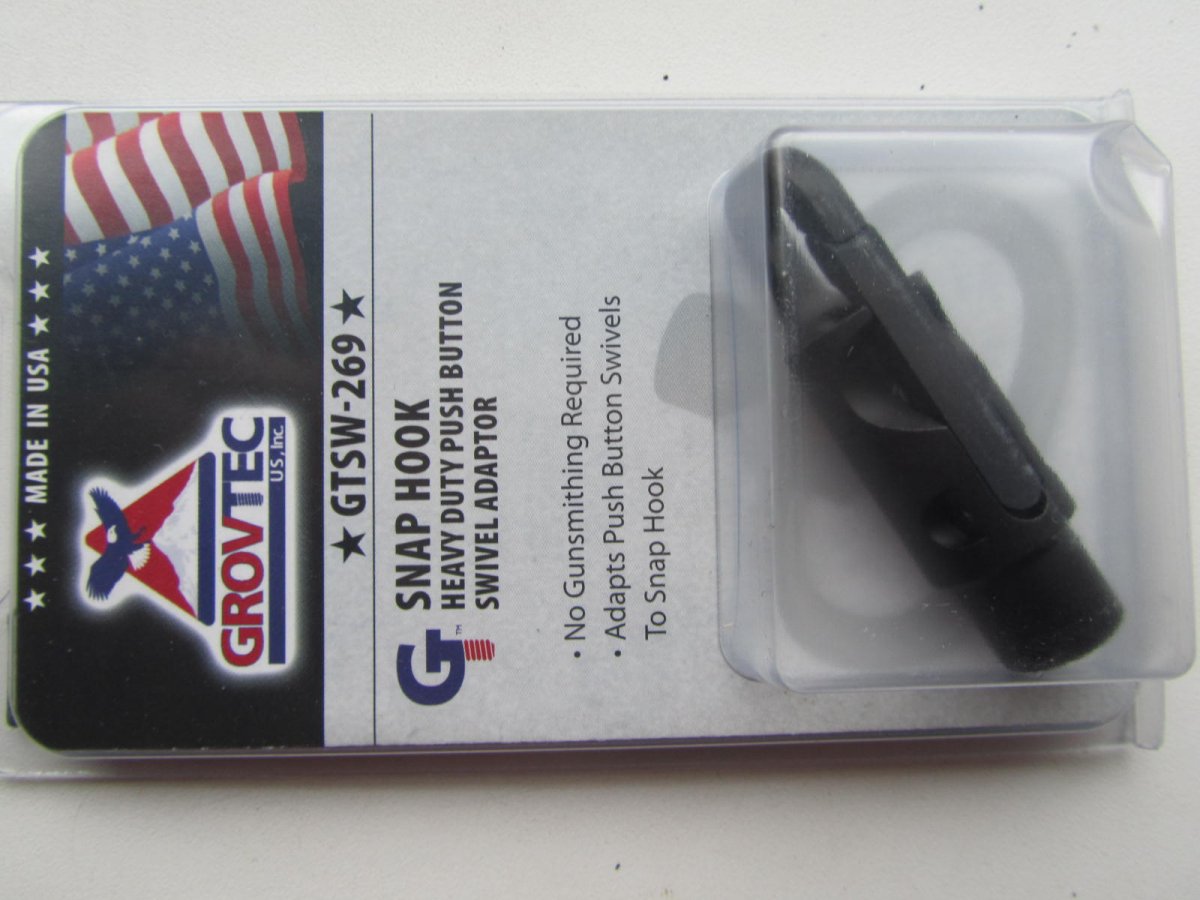 ★ ★ ★ ★ MADE IN USA ★ ★ ★ ★
GROVTEC
US, Inc.
★ GTSW-269 ★
GT™
SNAP HOOK
HEAVY DUTY PUSH BUTTON
SWIVEL ADAPTOR
• No Gunsmithing Required
• Adapts Push Button Swivels
To Snap Hook